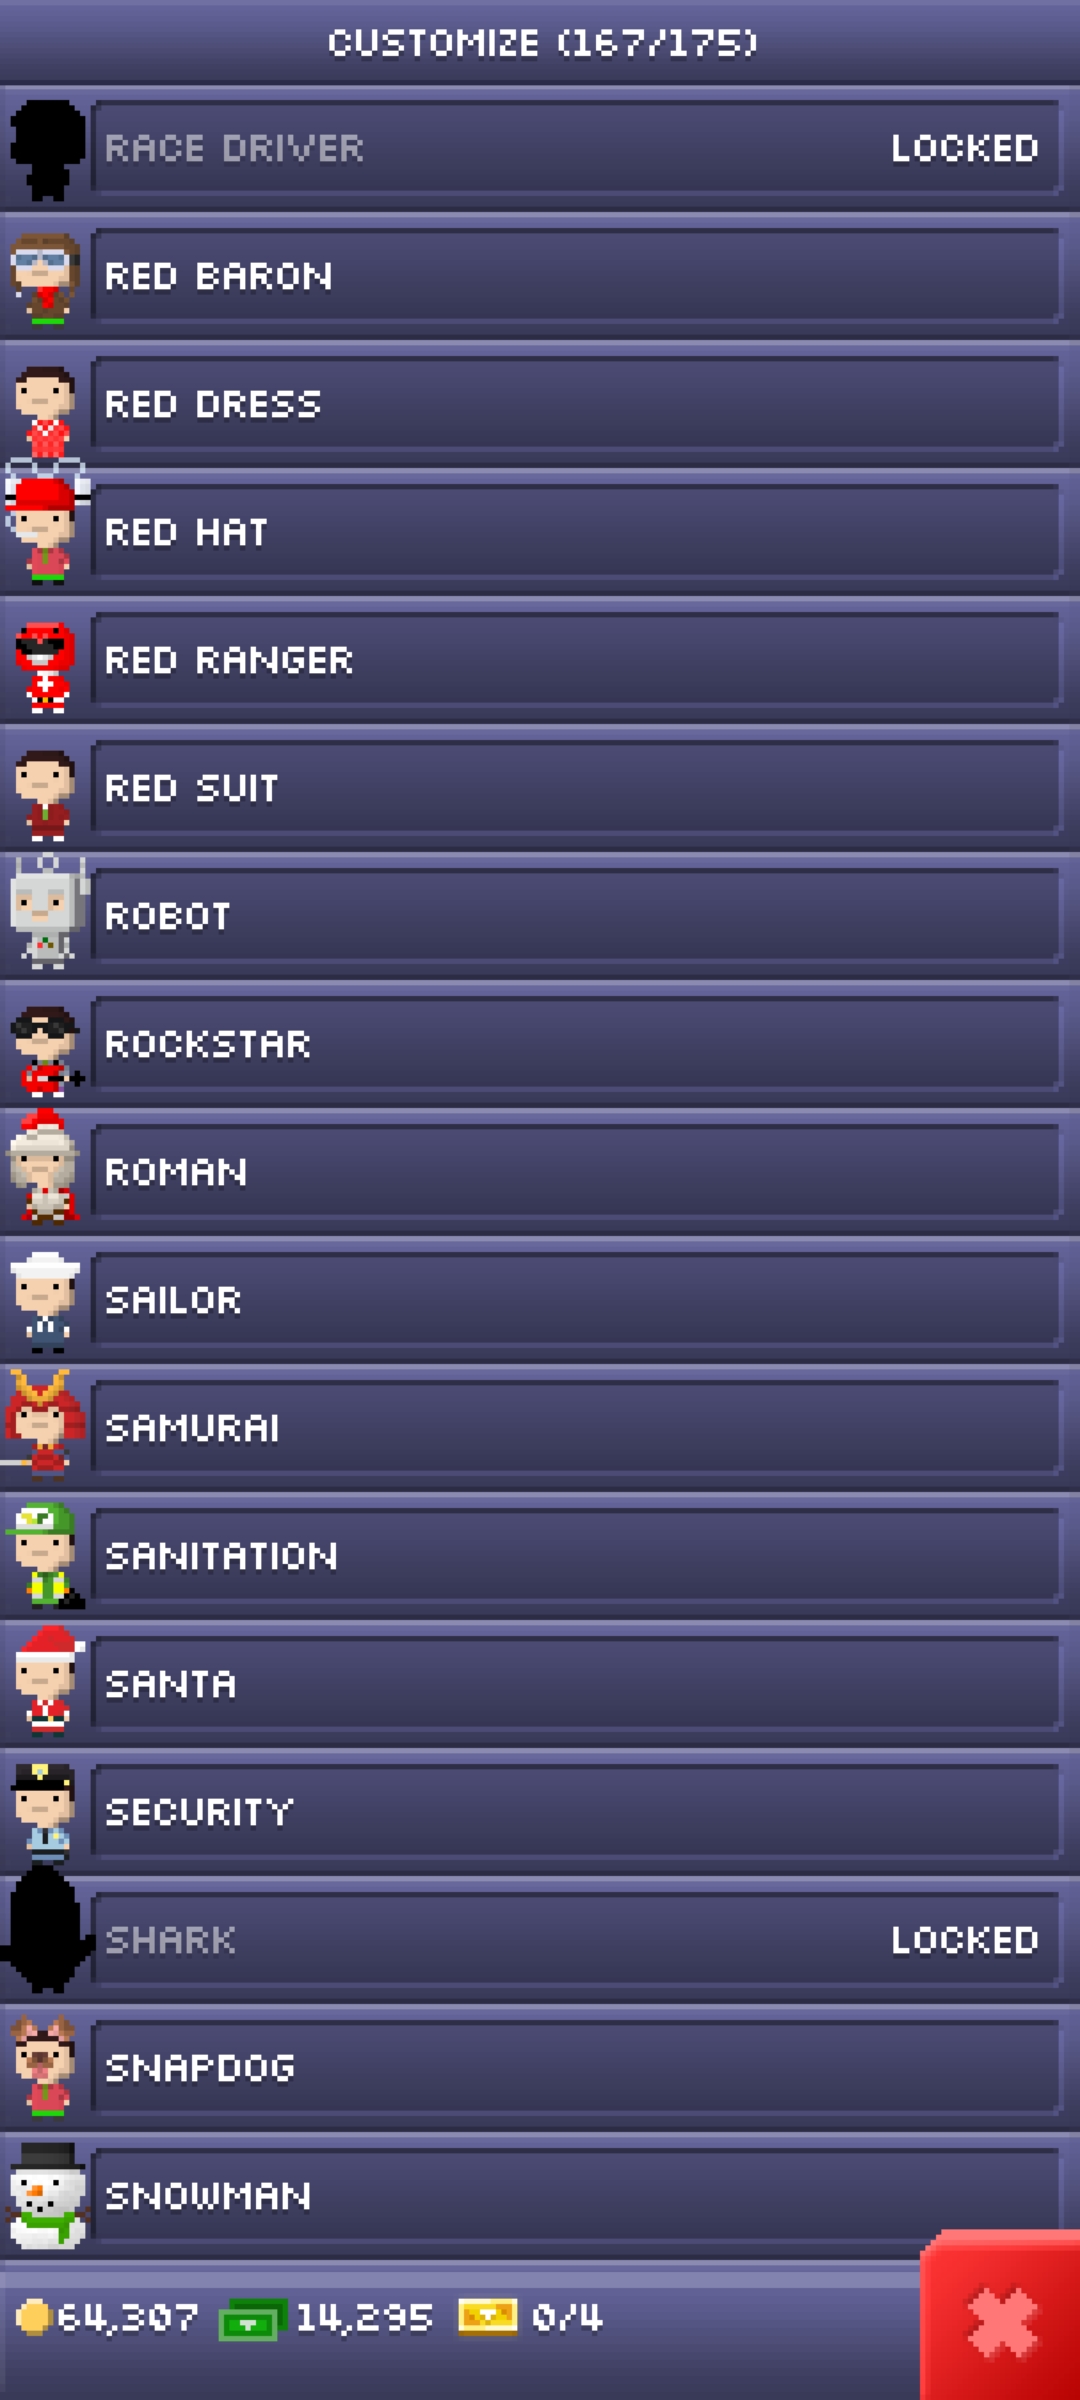 CUSTOMIZE (167/175)
RACE DRIVER LOCKED
RED BARON
RED DRESS
RED HAT
RED RANGER
RED SUIT
ROBOT
ROCKSTAR
ROMAN
SAILOR
SAMURAI
SANITATION
SANTA
SECURITY
SHARK LOCKED
SNAPDOG
SNOWMAN
64,307 14,295 0/4